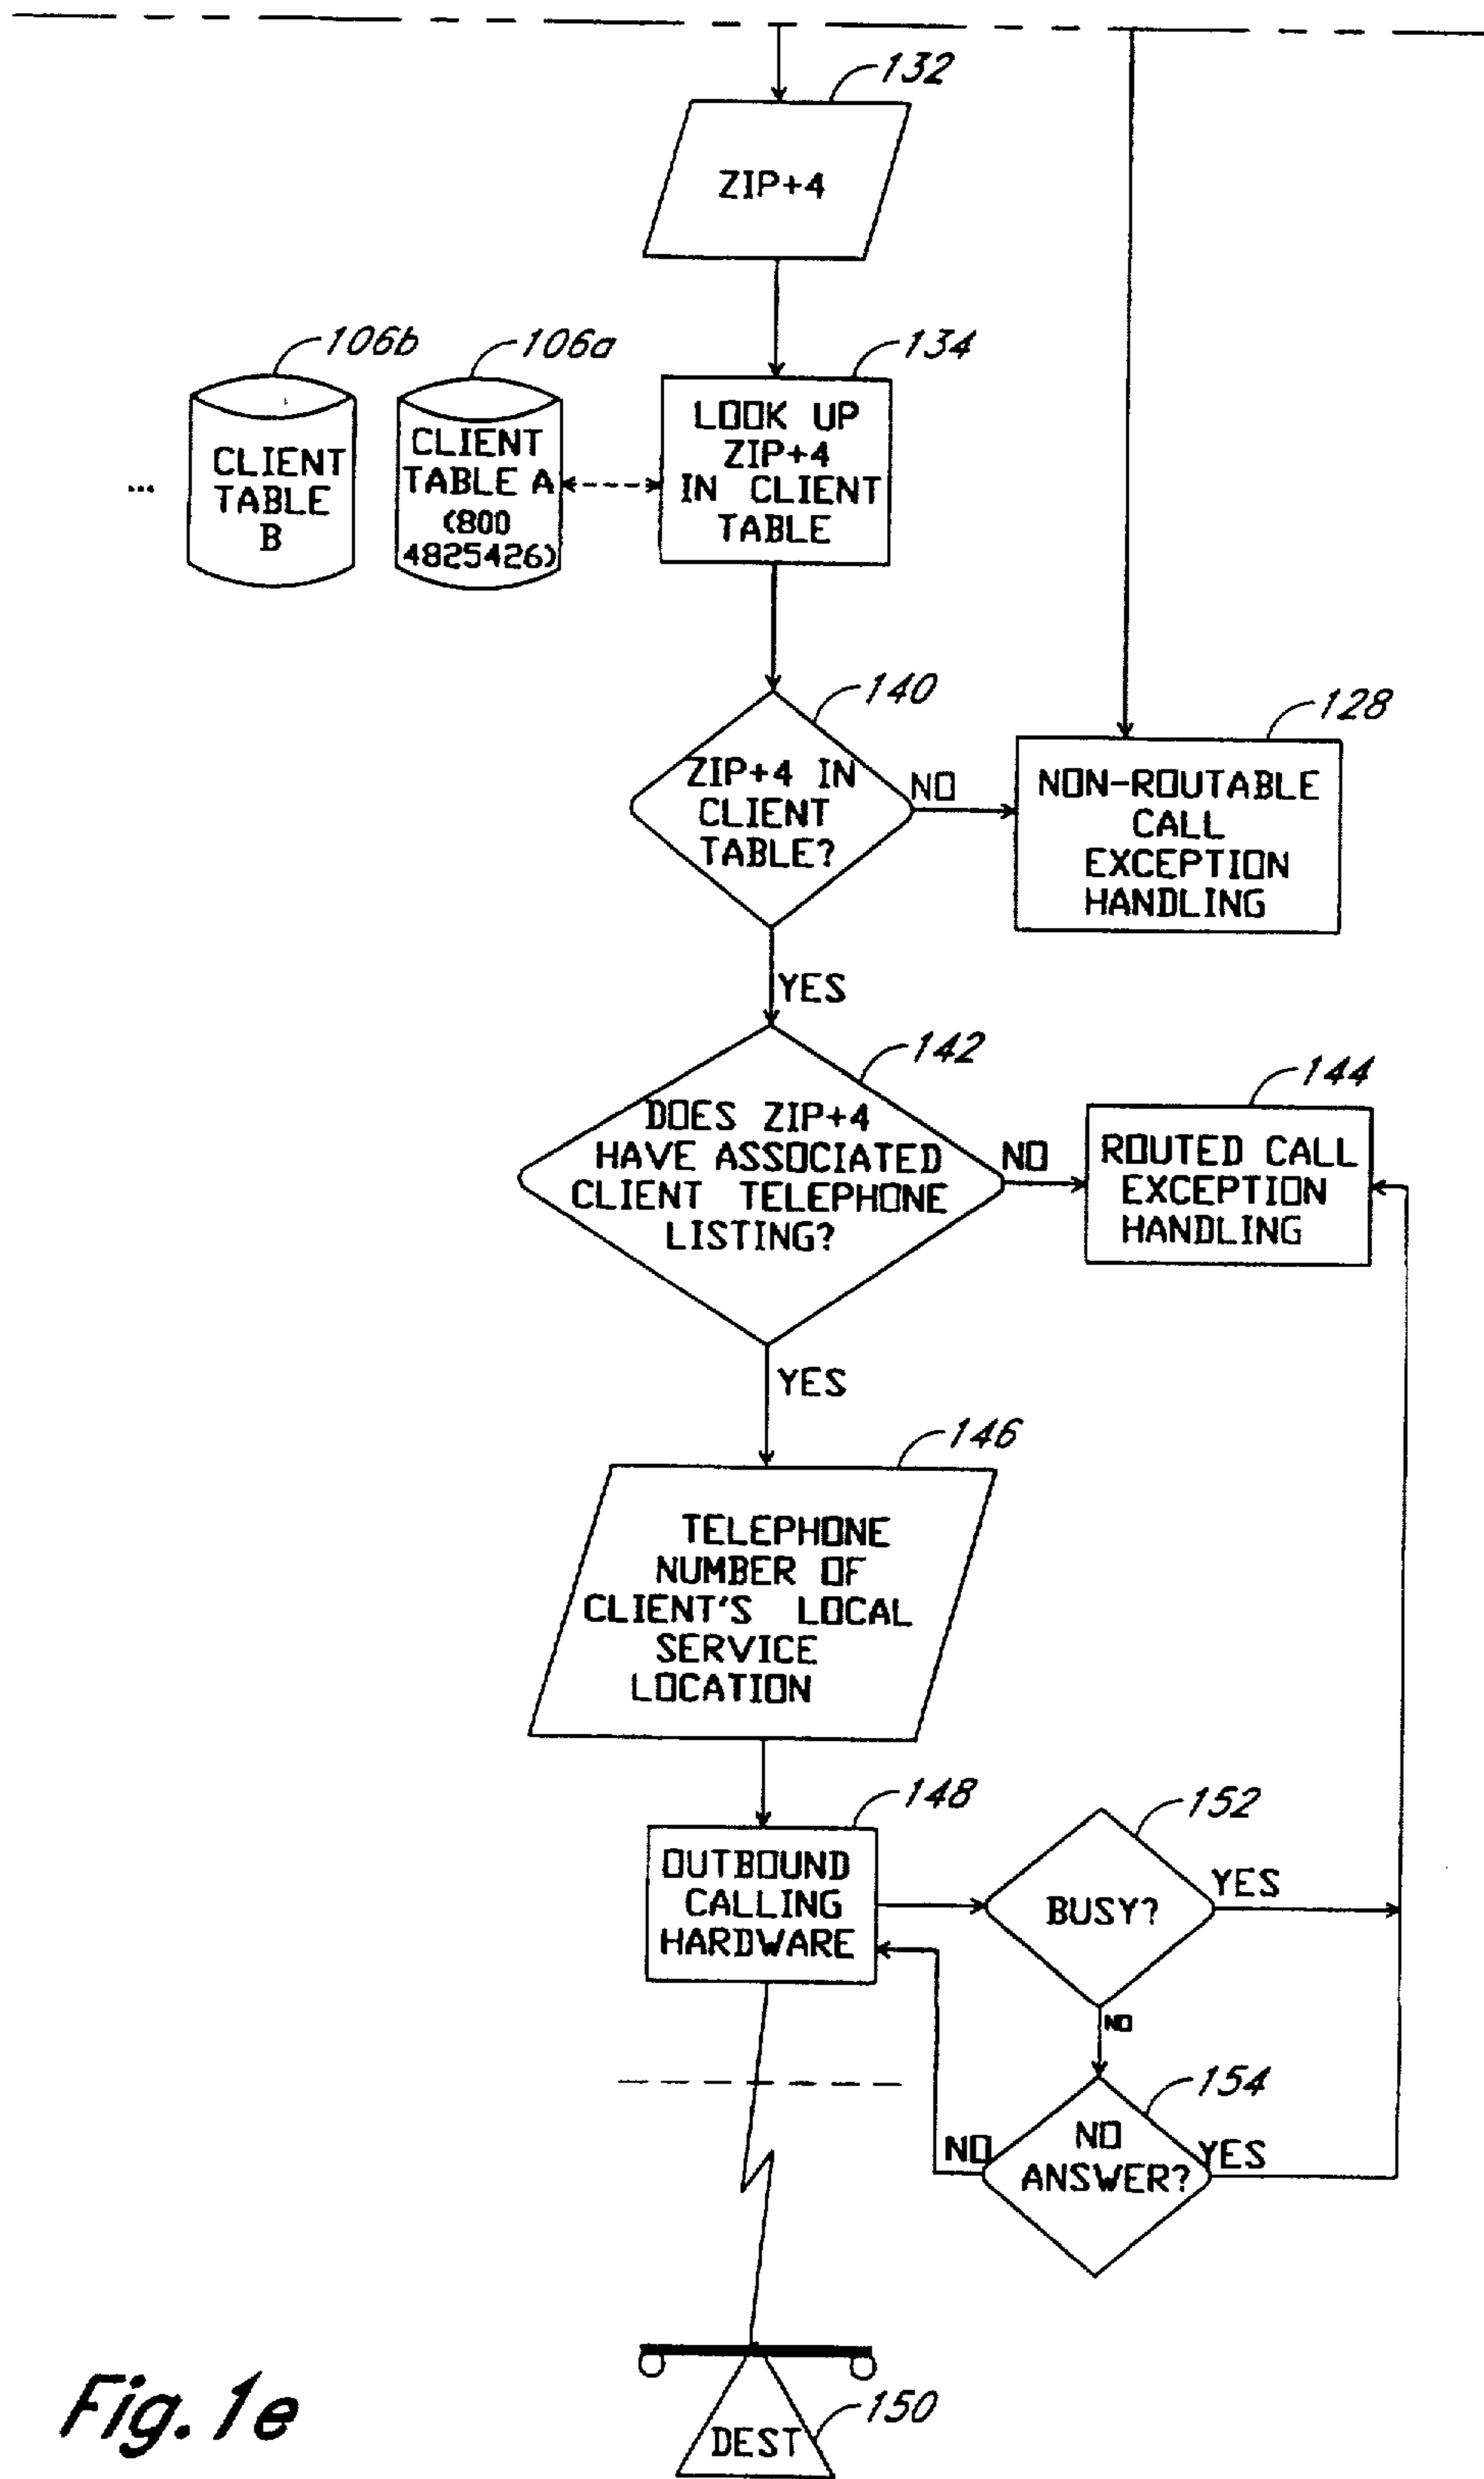 132
ZIP+4
106b
106a
134
CLIENT
TABLE
B
CLIENT
TABLE A
(800
4825426)
LOOK UP
ZIP+4
IN CLIENT
TABLE
...
140
128
ZIP+4 IN
CLIENT
TABLE?
NO
NON-ROUTABLE
CALL
EXCEPTION
HANDLING
YES
142
144
DOES ZIP+4
HAVE ASSOCIATED
CLIENT TELEPHONE
LISTING?
NO
ROUTED CALL
EXCEPTION
HANDLING
YES
146
TELEPHONE
NUMBER OF
CLIENT'S LOCAL
SERVICE
LOCATION
148
152
OUTBOUND
CALLING
HARDWARE
BUSY?
YES
NO
154
NO
NO
ANSWER?
YES
150
DEST
Fig. 1e